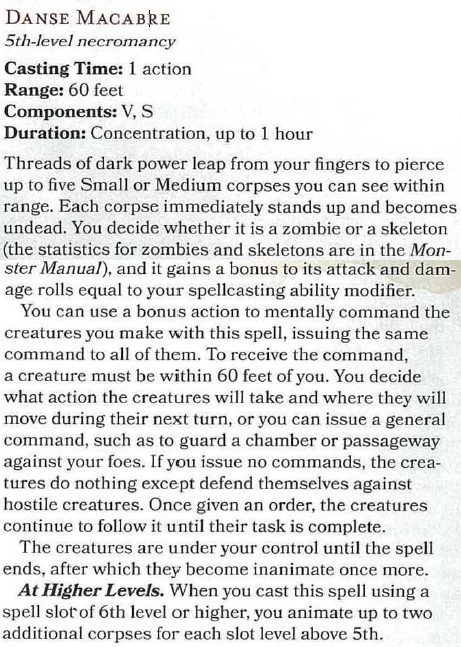 DANSE MACABRE
5th-level necromancy
Casting Time: 1 action
Range: 60 feet
Components: V, S
Duration: Concentration, up to 1 hour
Threads of dark power leap from your fingers to pierce
up to five Small or Medium corpses you can see within
range. Each corpse immediately stands up and becomes
undead. You decide whether it is a zombie or a skeleton
(the statistics for zombies and skeletons are in the Mon-
ster Manual), and it gains a bonus to its attack and dam-
age rolls equal to your spellcasting ability modifier.
You can use a bonus action to mentally command the
creatures you make with this spell, issuing the same
command to all of them. To receive the command,
a creature must be within 60 feet of you. You decide
what action the creatures will take and where they will
move during their next turn, or you can issue a general
command, such as to guard a chamber or passageway
against your foes. If you issue no commands, the crea-
tures do nothing except defend themselves against
hostile creatures. Once given an order, the creatures
continue to follow it until their task is complete.
The creatures are under your control until the spell
ends, after which they become inanimate once more.
At Higher Levels. When you cast this spell using a
spell slot of 6th level or higher, you animate up to two
additional corpses for each slot level above 5th.